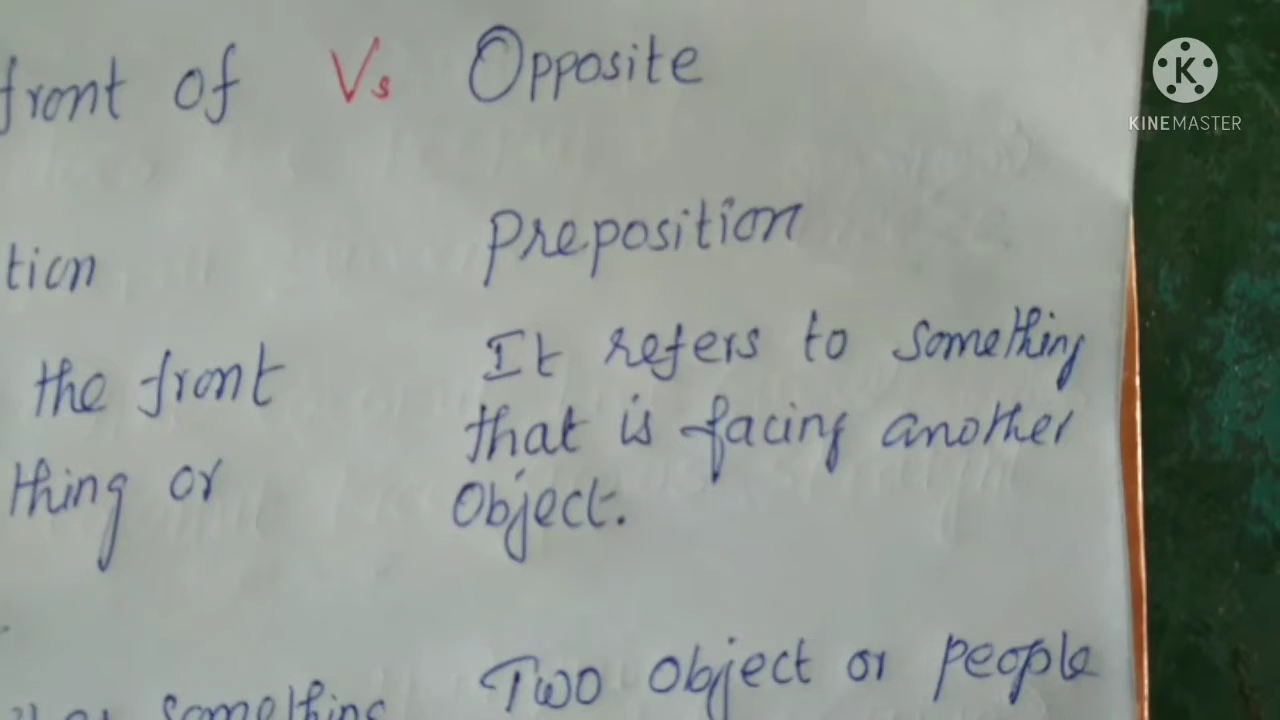 front of Vs Opposite
KINEMASTER
tion Preposition
the front It refers to something
thing or that is facing another
Object.
something Two object or people